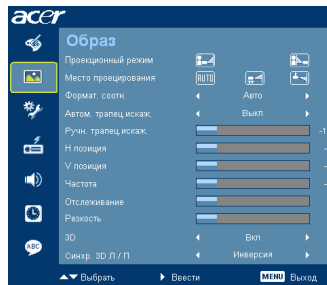 acer
Образ
Проекционный режим
Место проецирования AUTO
Формат. соотн. Авто
Автом. трапец.искаж. Выкл
Ручн. трапец.искаж. -1
H позиция -
V позиция -
Частота
Отслеживание
Резкость
3D Вкл
Синхр. 3D Л / П Инверсия
ABC
Выбрать Ввести MENU Выход